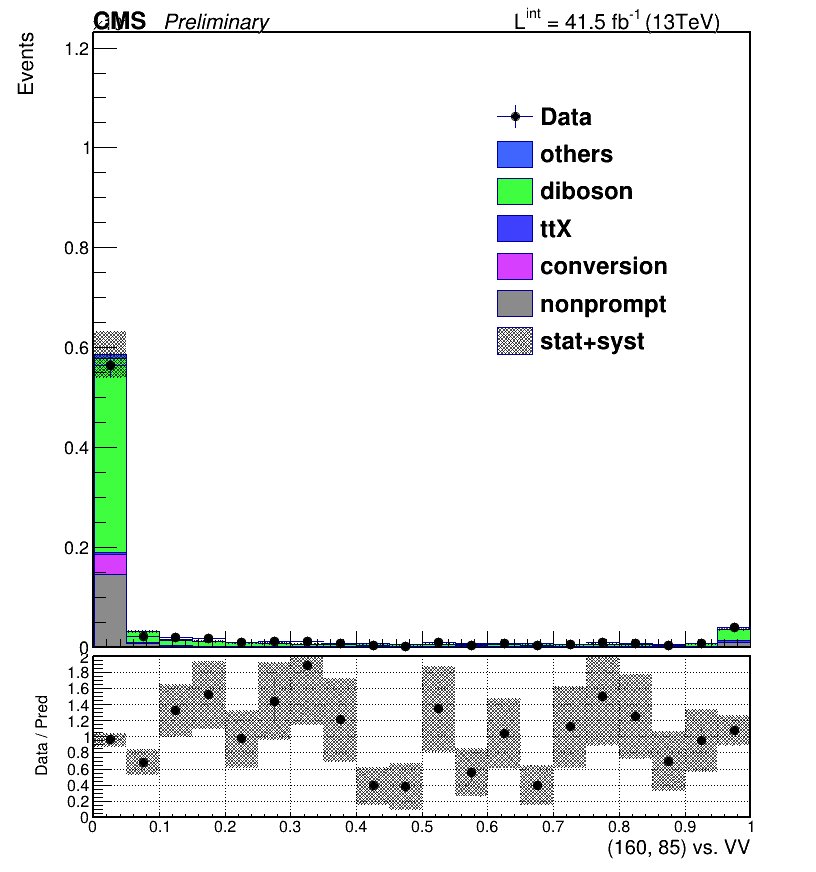 CMS Preliminary
L^int = 41.5 fb^-1 (13TeV)
Events
1.2
1
0.8
0.6
0.4
0.2
0
Data
others
diboson
ttX
conversion
nonprompt
stat+syst
Data / Pred
2
1.8
1.6
1.4
1.2
1
0.8
0.6
0.4
0.2
0
0 0.1 0.2 0.3 0.4 0.5 0.6 0.7 0.8 0.9 1
(160, 85) vs. VV